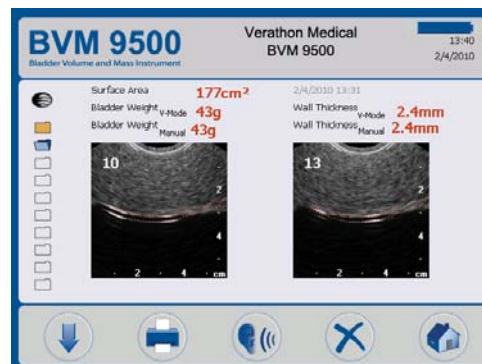 BVM 9500
Bladder Volume and Mass Instrument
Verathon Medical
BVM 9500
13:40
2/4/2010
Surface Area 177cm²
Bladder Weight V-Mode 43g
Bladder Weight Manual 43g
2/4/2010 13:31
Wall Thickness V-Mode 2.4mm
Wall Thickness Manual 2.4mm
10
2
4
2 4 cm
13
2
4
2 4 cm